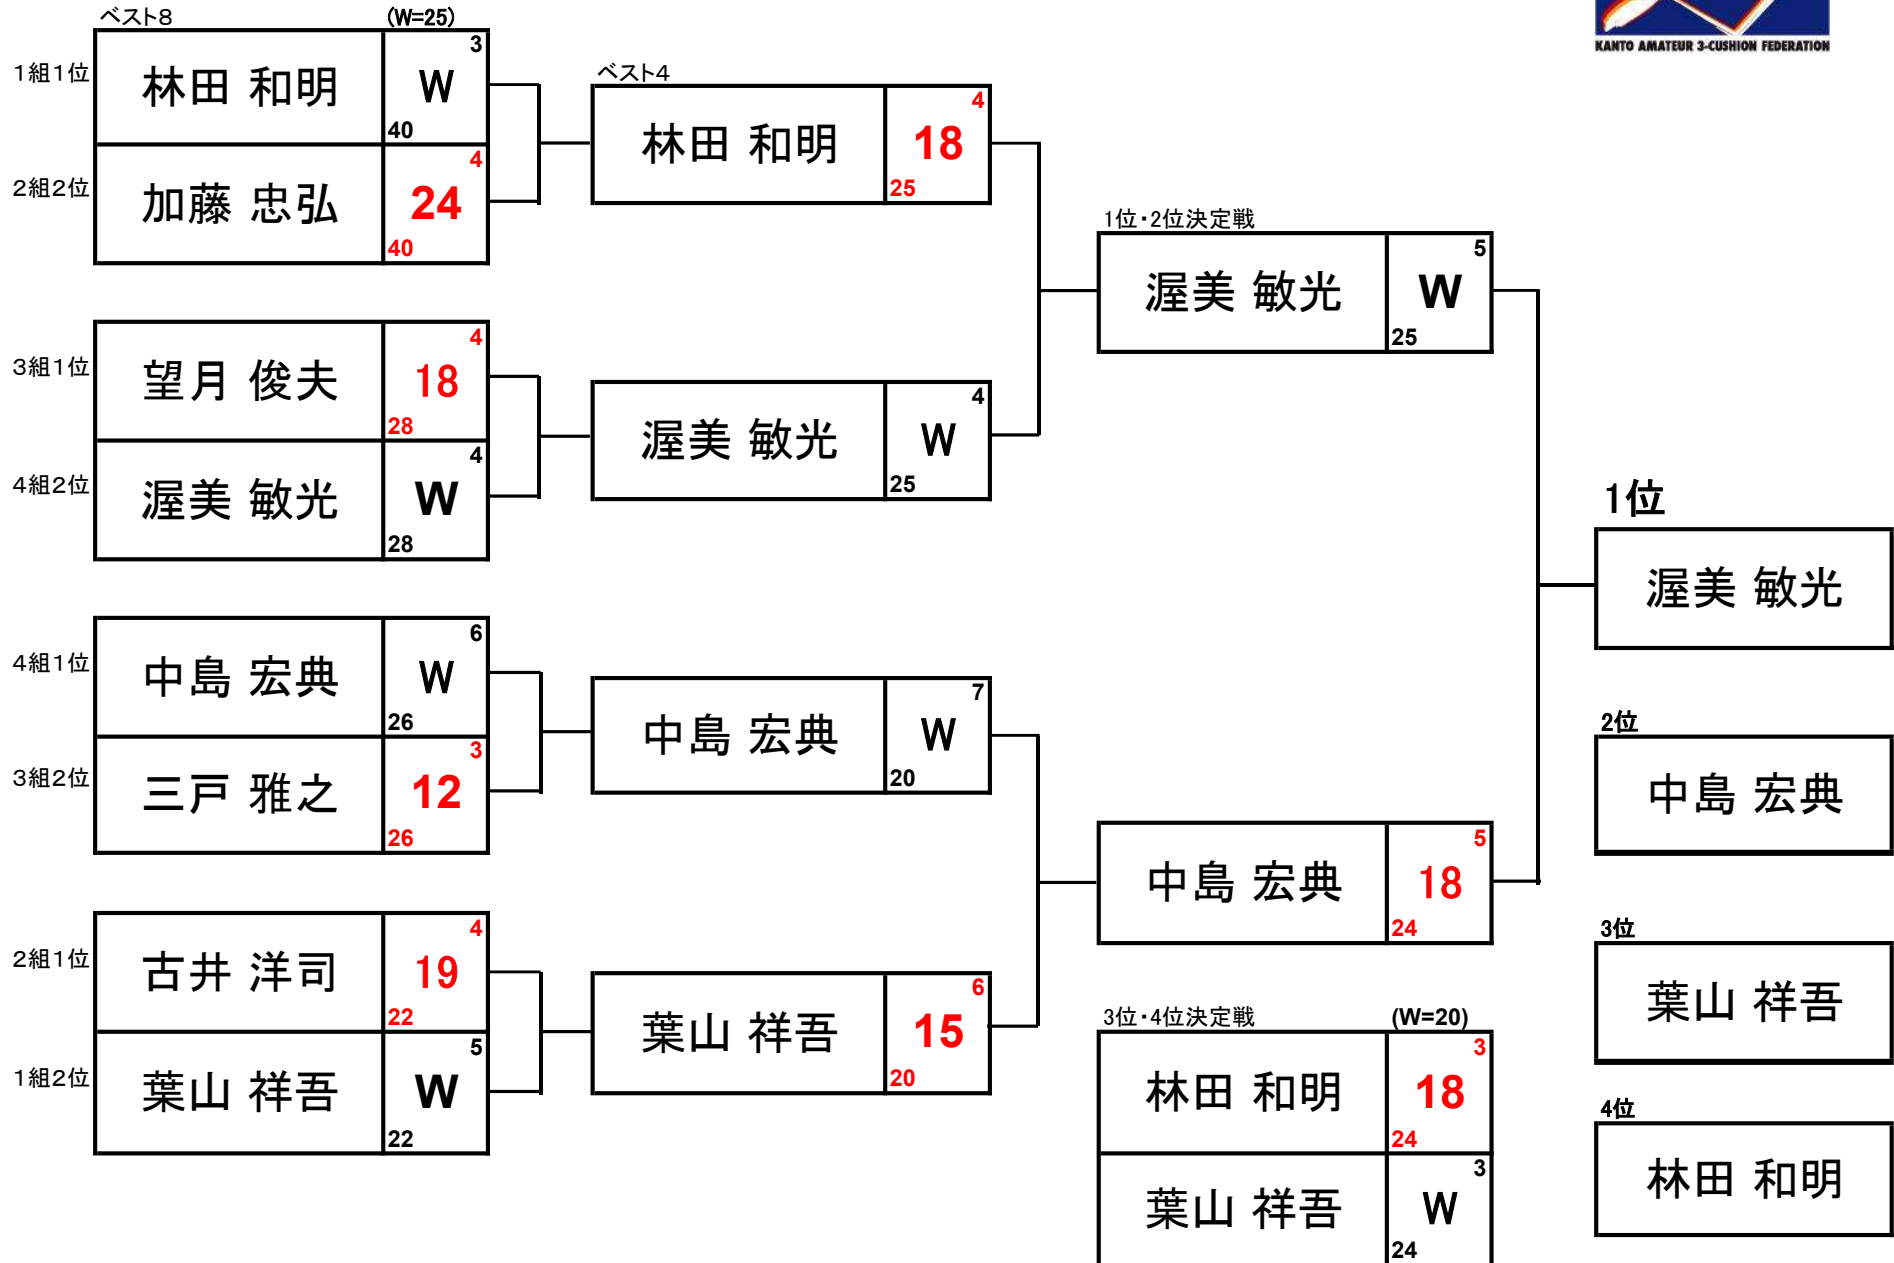 KANTO AMATEUR 3-CUSHION FEDERATION
ベスト8 (W=25)
1組1位 林田 和明 W 3 40
2組2位 加藤 忠弘 24 4 40
3組1位 望月 俊夫 18 4 28
4組2位 渥美 敏光 W 4 28
4組1位 中島 宏典 W 6 26
3組2位 三戸 雅之 12 3 26
2組1位 古井 洋司 19 4 22
1組2位 葉山 祥吾 W 5 22
ベスト4
林田 和明 18 4 25
渥美 敏光 W 4 25
中島 宏典 W 7 20
葉山 祥吾 15 6 20
1位・2位決定戦
渥美 敏光 W 5 25
中島 宏典 18 5 24
3位・4位決定戦 (W=20)
林田 和明 18 3 24
葉山 祥吾 W 3 24
1位
渥美 敏光
2位
中島 宏典
3位
葉山 祥吾
4位
林田 和明